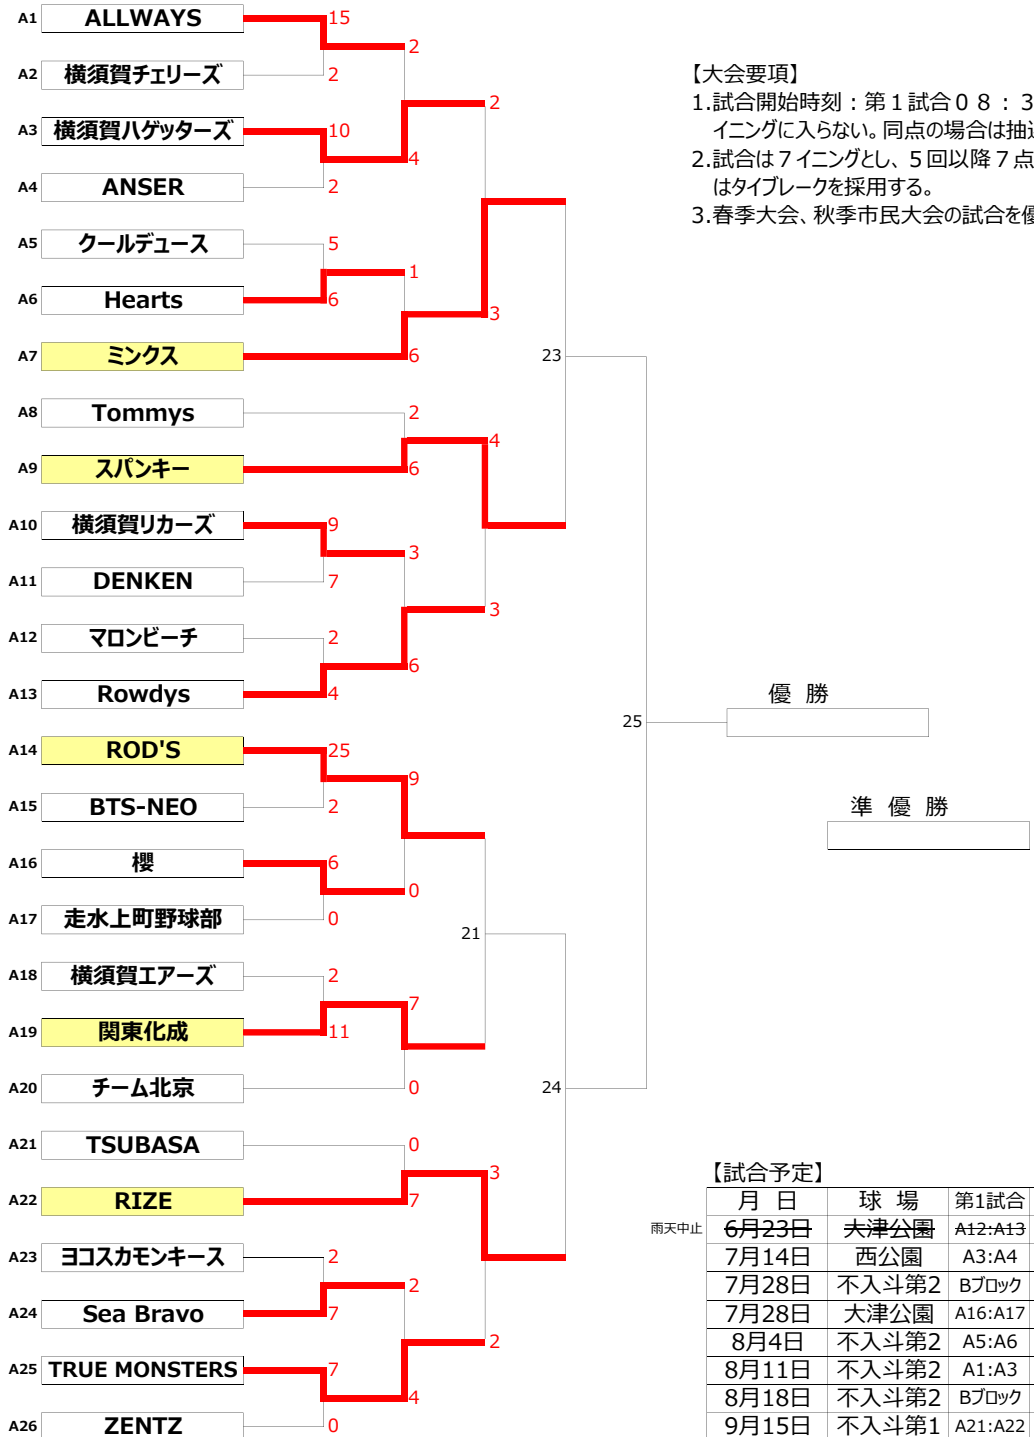 A1 ALLWAYS 15
2
A2 横須賀チェリーズ 2
2
A3 横須賀ハゲッターズ 10
4
A4 ANSER 2
A5 クールデュース 5
1
A6 Hearts 6
3
A7 ミンクス 6
23
A8 Tommys 2
4
A9 スパンキー 6
A10 横須賀リカーズ 9
3
A11 DENKEN 7
3
A12 マロンビーチ 2
6
A13 Rowdys 4
25
A14 ROD'S 25
9
A15 BTS-NEO 2
A16 櫻 6
0
A17 走水上町野球部 0
21
A18 横須賀エアーズ 2
7
A19 関東化成 11
A20 チーム北京 0
24
A21 TSUBASA 0
3
A22 RIZE 7
A23 ヨコスカモンキース 2
2
A24 Sea Bravo 7
2
A25 TRUE MONSTERS 7
4
A26 ZENTZ 0
【大会要項】
1.試合開始時刻:第1試合08:3
イニングに入らない。同点の場合は抽
2.試合は7イニングとし、5回以降7点
はタイブレークを採用する。
3.春季大会、秋季市民大会の試合を優
優 勝
準 優 勝
【試合予定】
月 日 球 場 第1試合
雨天中止 6月23日 大津公園 A12:A13
7月14日 西公園 A3:A4
7月28日 不入斗第2 Bブロック
7月28日 大津公園 A16:A17
8月4日 不入斗第2 A5:A6
8月11日 不入斗第2 A1:A3
8月18日 不入斗第2 Bブロック
9月15日 不入斗第1 A21:A22